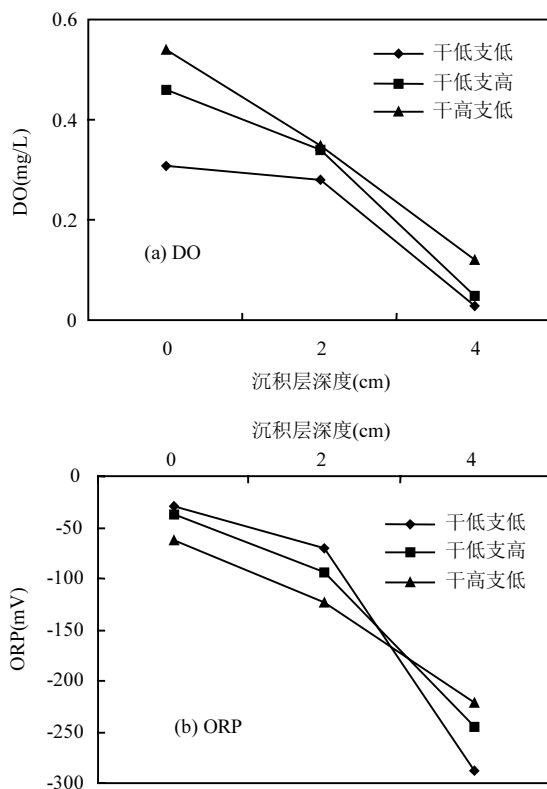 0.6
0.4
0.2
0
DO(mg/L)
干低支低
干低支高
干高支低
(a) DO
0 2 4
沉积层深度(cm)
沉积层深度(cm)
0 2 4
0
-50
-100
-150
-200
-250
-300
ORP(mV)
干低支低
干低支高
干高支低
(b) ORP